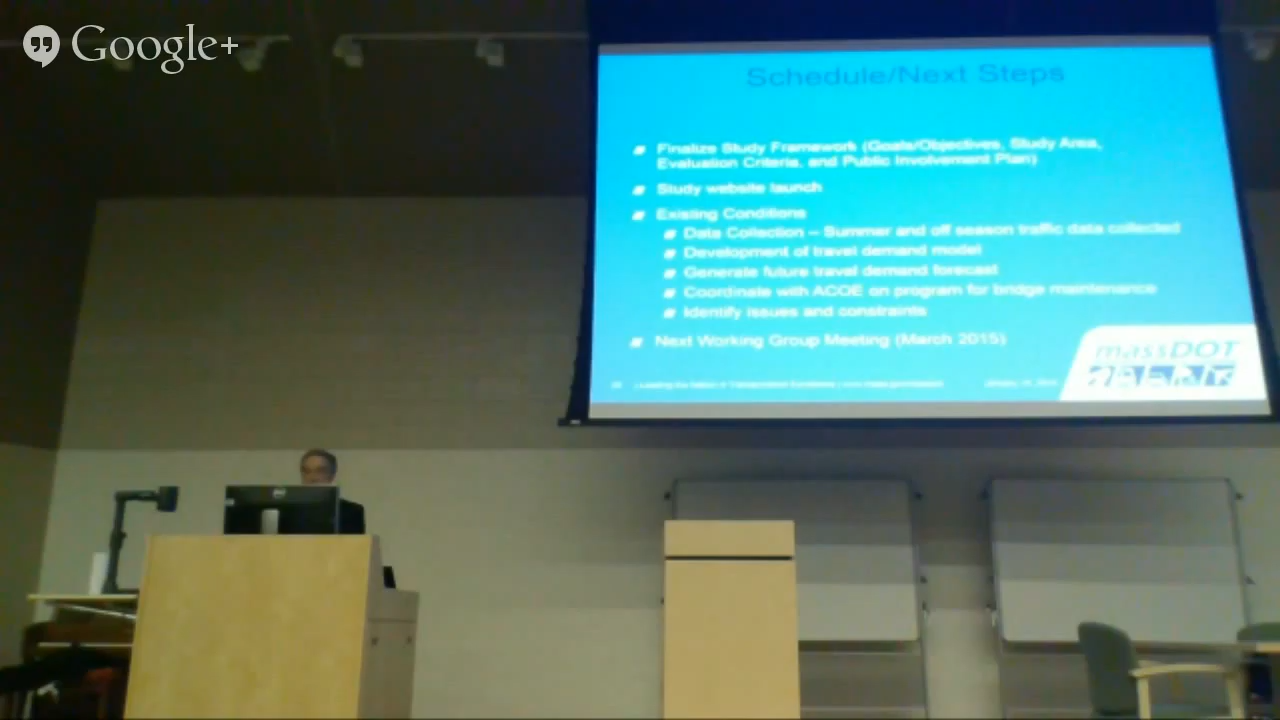 Google+
Schedule/Next Steps
Finalize Study Framework (Goals/Objectives, Study Area,
Evaluation Criteria, and Public Involvement Plan)
Study website launch
Existing Conditions
Data Collection – Summer and off season traffic data collected
Development of travel demand model
Generate future travel demand forecast
Coordinate with ACOE on program for bridge maintenance
Identify issues and constraints
Next Working Group Meeting (March 2015)
massDOT